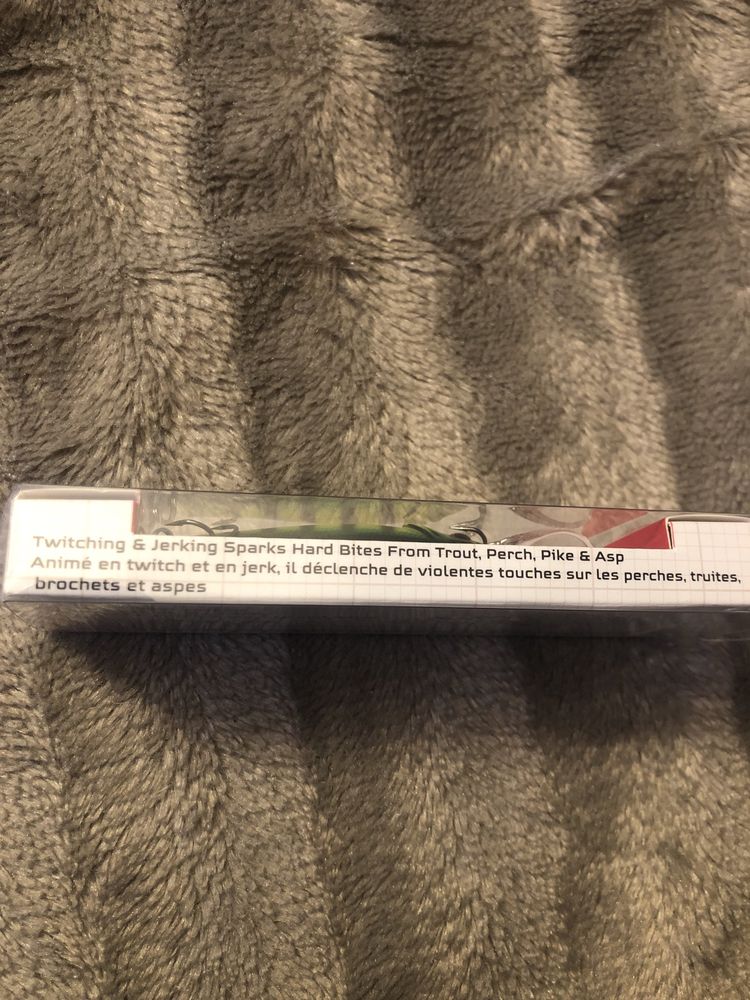 Twitching & Jerking Sparks Hard Bites From Trout, Perch, Pike & Asp
Animé en twitch et en jerk, il déclenche de violentes touches sur les perches, truites,
brochets et aspes